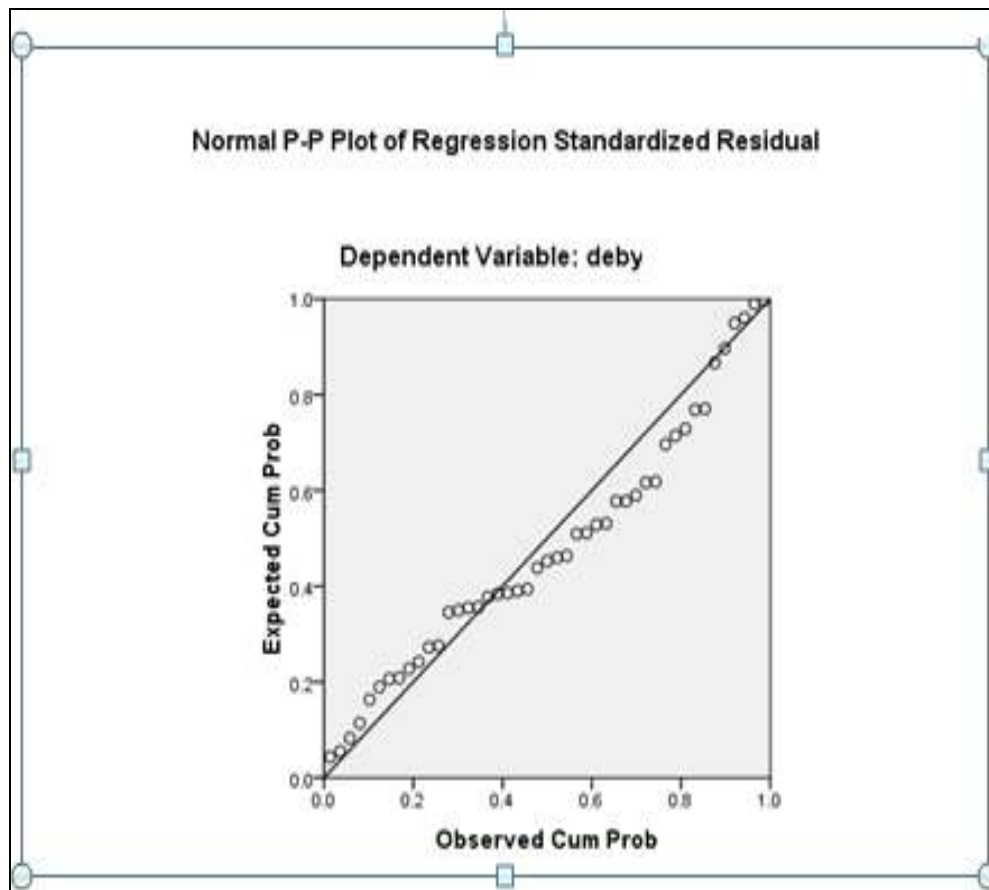 Normal P-P Plot of Regression Standardized Residual
Dependent Variable: deby
1.0
0.8
0.6
0.4
0.2
0.0
Expected Cum Prob
0.0 0.2 0.4 0.6 0.8 1.0
Observed Cum Prob